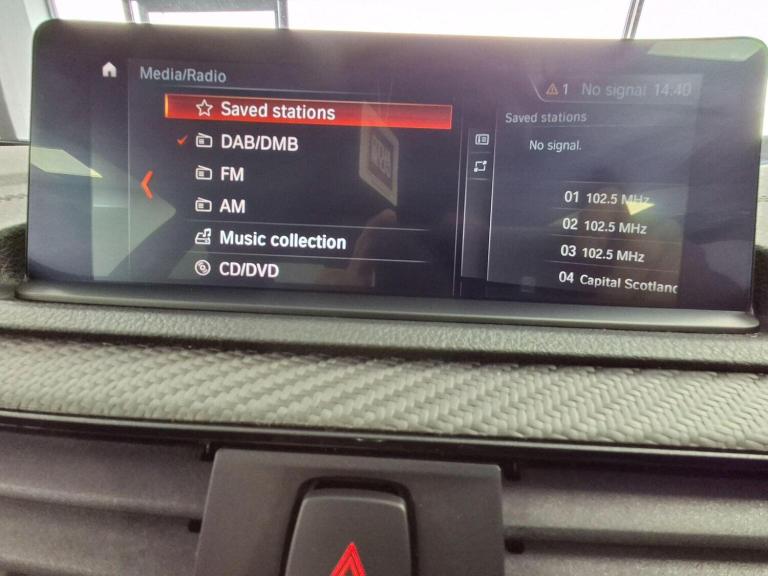 Media/Radio
1 No signal 14:40
Saved stations
DAB/DMB
FM
AM
Music collection
CD/DVD
Saved stations
No signal.
01 102.5 MHz
02 102.5 MHz
03 102.5 MHz
04 Capital Scotland